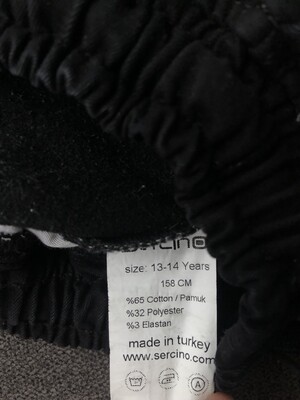 SERCINO
size: 13-14 Years
158 CM
%65 Cotton / Pamuk
%32 Polyester
%3 Elastan
made in turkey
www.sercino.com
A